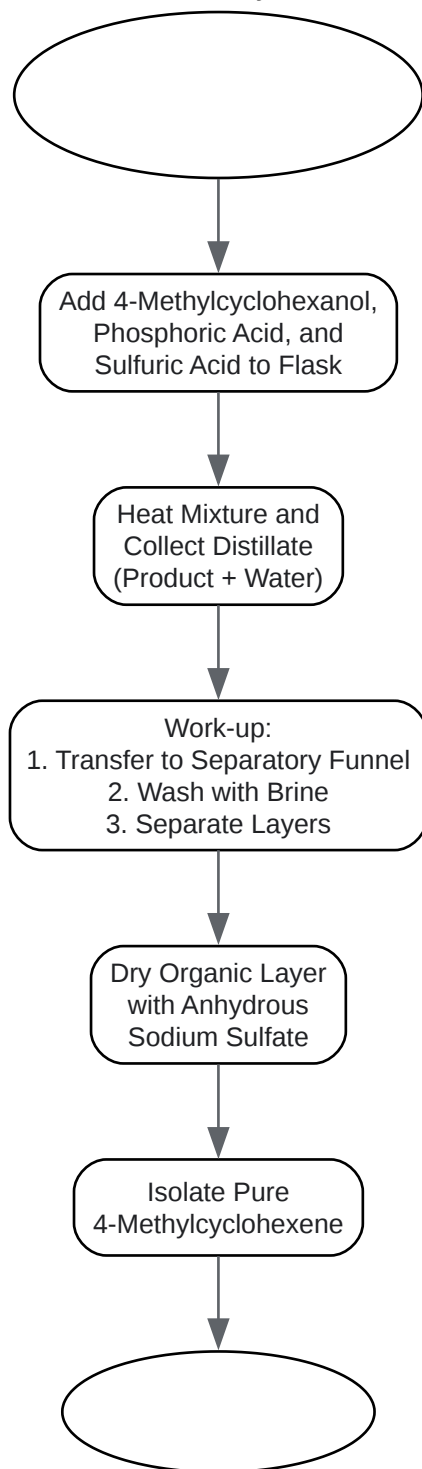 Add 4-Methylcyclohexanol,
Phosphoric Acid, and
Sulfuric Acid to Flask
Heat Mixture and
Collect Distillate
(Product + Water)
Work-up:
1. Transfer to Separatory Funnel
2. Wash with Brine
3. Separate Layers
Dry Organic Layer
with Anhydrous
Sodium Sulfate
Isolate Pure
4-Methylcyclohexene